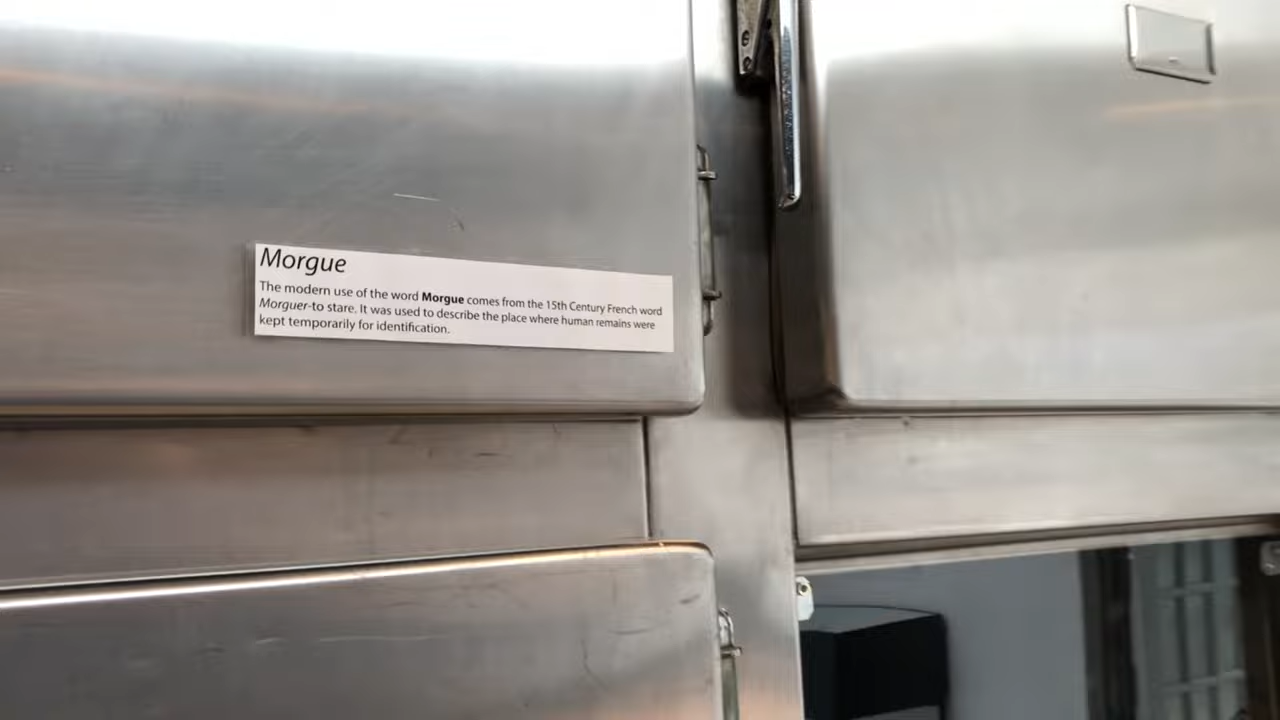 Morgue
The modern use of the word Morgue comes from the 15th Century French word
Morguer-to stare. It was used to describe the place where human remains were
kept temporarily for identification.